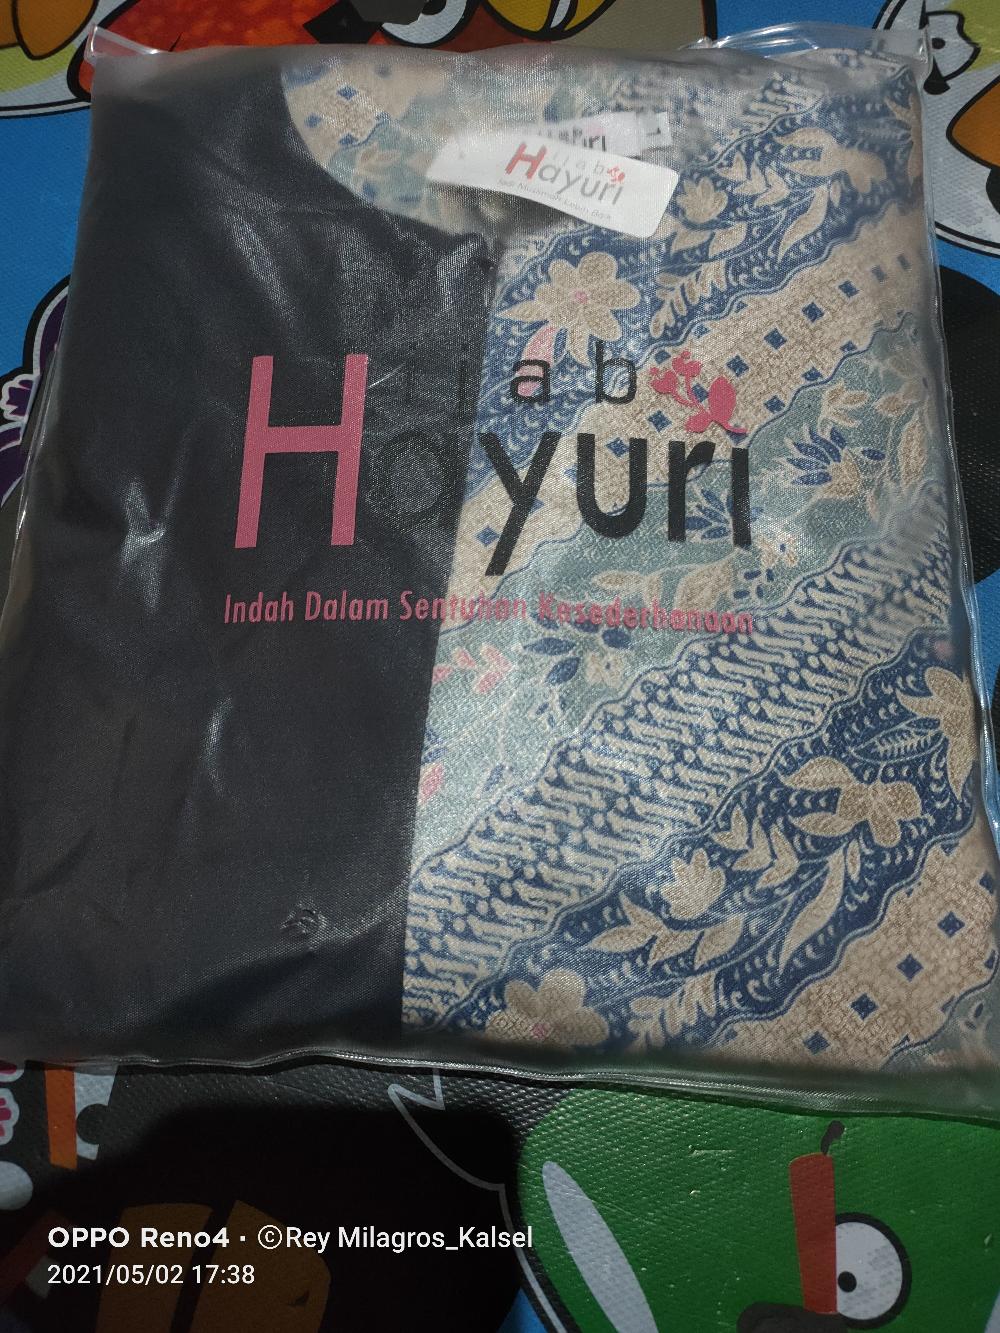 Hijab
Hayuri
Hijab
Hayuri
Indah Dalam Sentuhan Kesederhanaan
OPPO Reno4 · ©Rey Milagros_Kalsel
2021/05/02 17:38